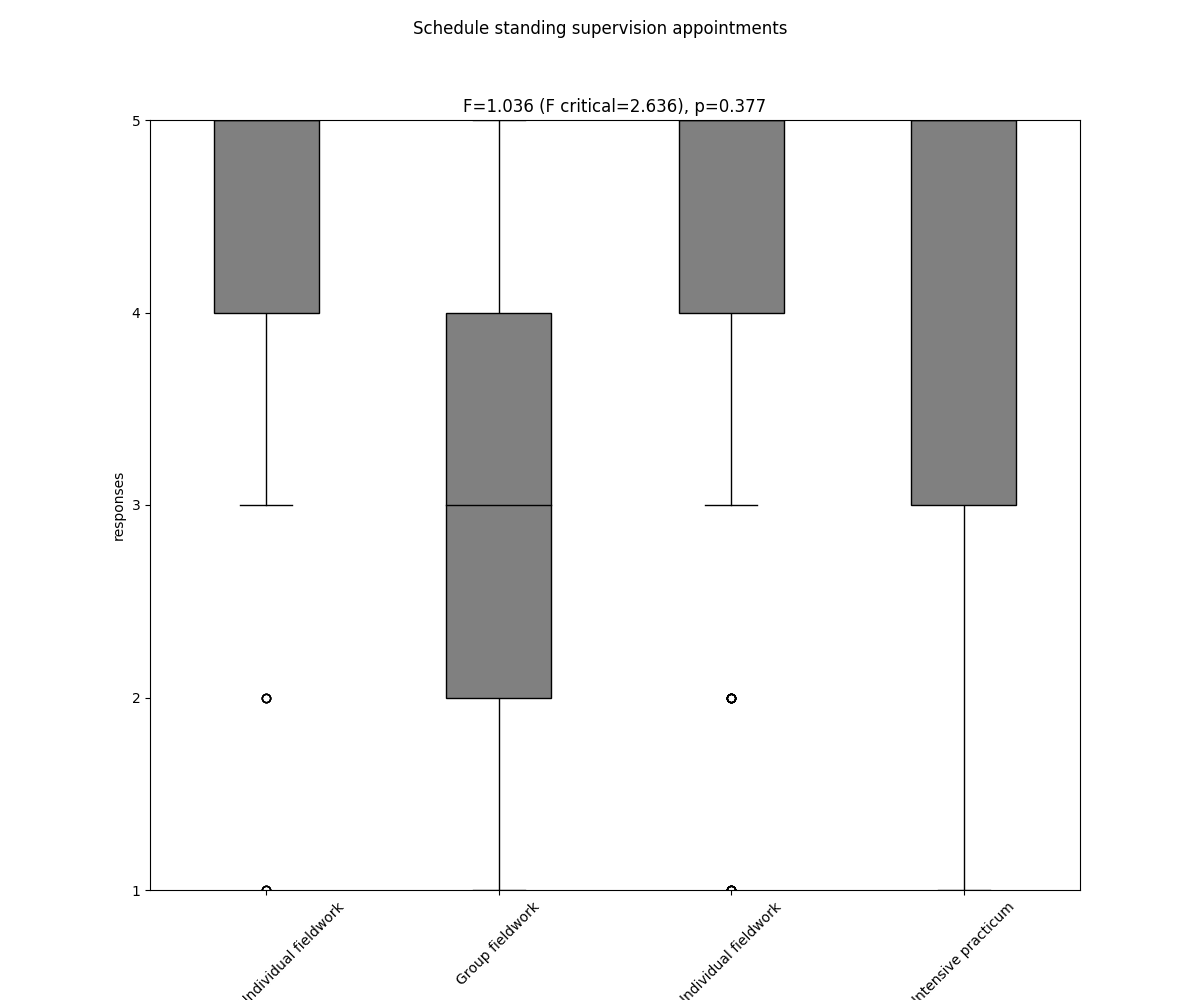 Schedule standing supervision appointments
F=1.036 (F critical=2.636), p=0.377
5
4
3
2
1
responses
Individual fieldwork
Group fieldwork
Individual fieldwork
Intensive practicum